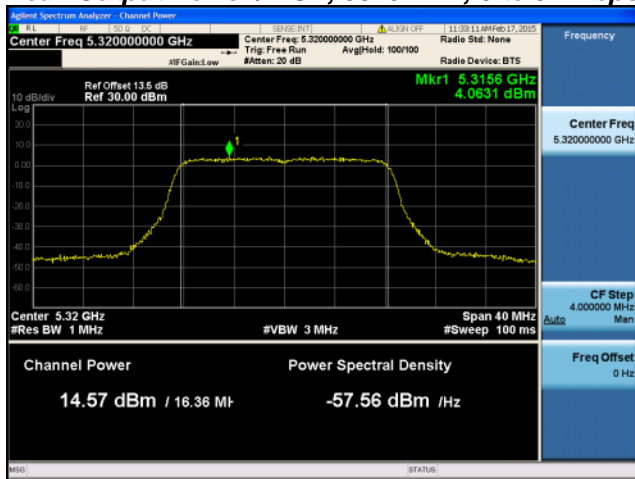 Agilent Spectrum Analyzer - Channel Power
RL RF 50 Ω DC SENSE:INT ALIGN OFF 11:33:11 AM Feb 17, 2015
Center Freq 5.320000000 GHz
Center Freq: 5.320000000 GHz Radio Std: None
Trig: Free Run Avg|Hold: 100/100
#IFGain:Low #Atten: 20 dB Radio Device: BTS
Frequency
Mkr1 5.3156 GHz
4.0631 dBm
Ref Offset 13.5 dB
10 dB/div Ref 30.00 dBm
Log
20.0
10.0
0.00
-10.0
-20.0
-30.0
-40.0
-50.0
-60.0
1
Center Freq
5.320000000 GHz
Center 5.32 GHz Span 40 MHz
#Res BW 1 MHz #VBW 3 MHz #Sweep 100 ms
CF Step
4.000000 MHz
Auto Man
Freq Offset
0 Hz
Channel Power Power Spectral Density
14.57 dBm / 16.36 MH -57.56 dBm /Hz
MSG STATUS